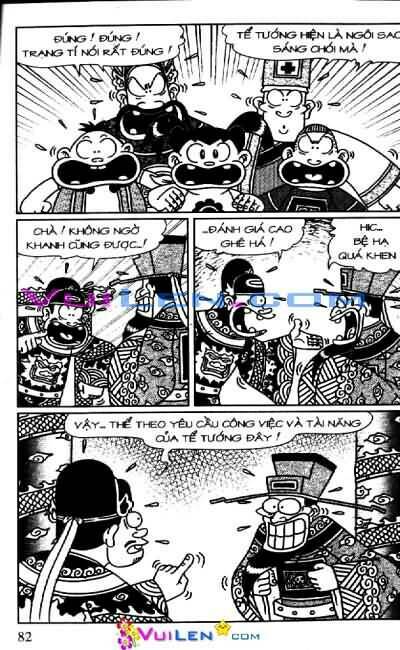 ĐÚNG! ĐÚNG!
TRẠNG TÍ NÓI RẤT ĐÚNG!
TỂ TƯỚNG HIỆN LÀ NGÔI SAO
SÁNG CHÓI MÀ!
CHÀ! KHÔNG NGỜ
KHANH CŨNG ĐƯỢC...!
...ĐÁNH GIÁ CAO
GHÊ HÁ!
HIC...
BỆ HẠ
QUÁ KHEN
VUILEN.COM
VẬY... THỂ THEO YÊU CẦU CÔNG VIỆC VÀ TÀI NĂNG
CỦA TỂ TƯỚNG ĐÂY!
82
VUILEN.COM